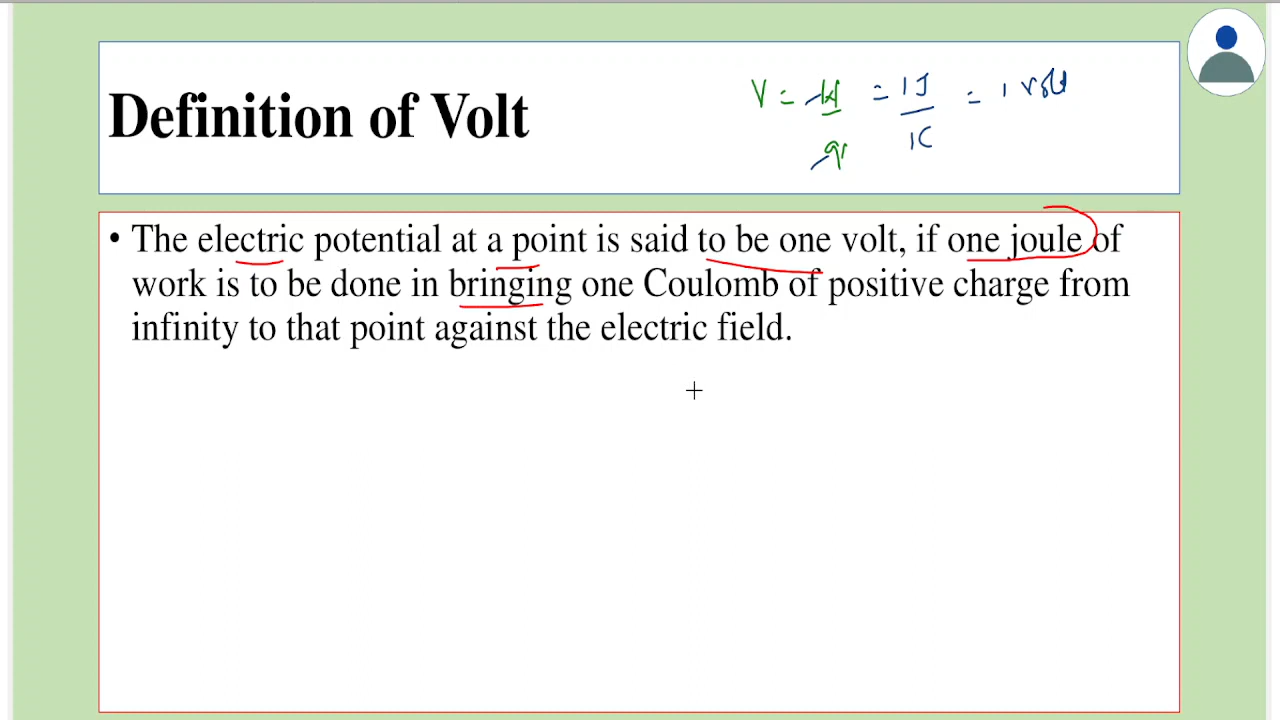 Definition of Volt
V = W/q = 1J/1C = 1 volt
• The electric potential at a point is said to be one volt, if one joule of
work is to be done in bringing one Coulomb of positive charge from
infinity to that point against the electric field.